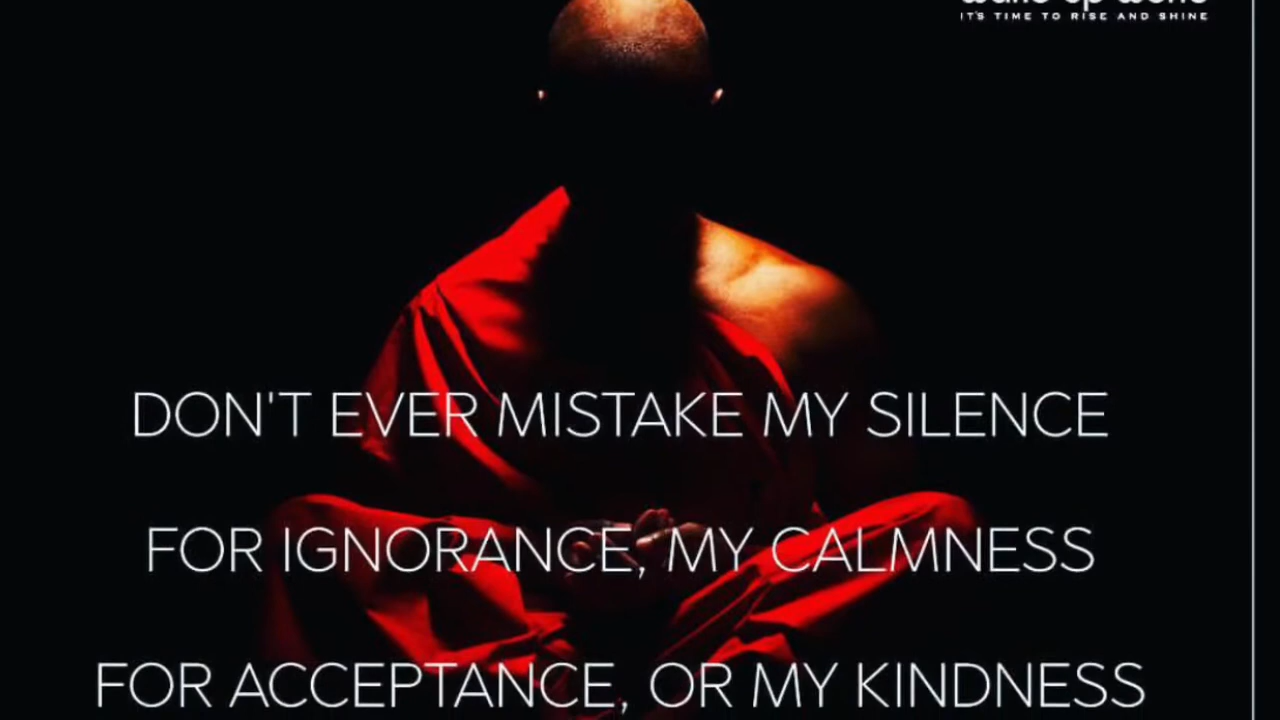 IT'S TIME TO RISE AND SHINE
DON'T EVER MISTAKE MY SILENCE
FOR IGNORANCE, MY CALMNESS
FOR ACCEPTANCE, OR MY KINDNESS